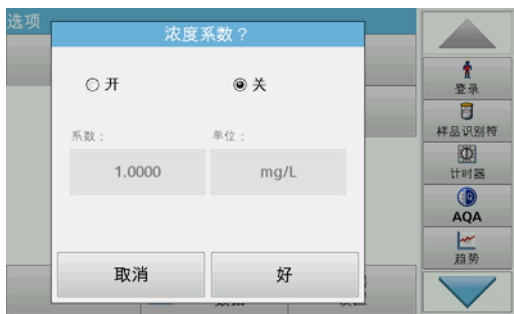 选项
浓度系数？
开
关
系数：
单位：
1.0000
mg/L
取消
好
登录
样品识别符
计时器
AQA
趋势